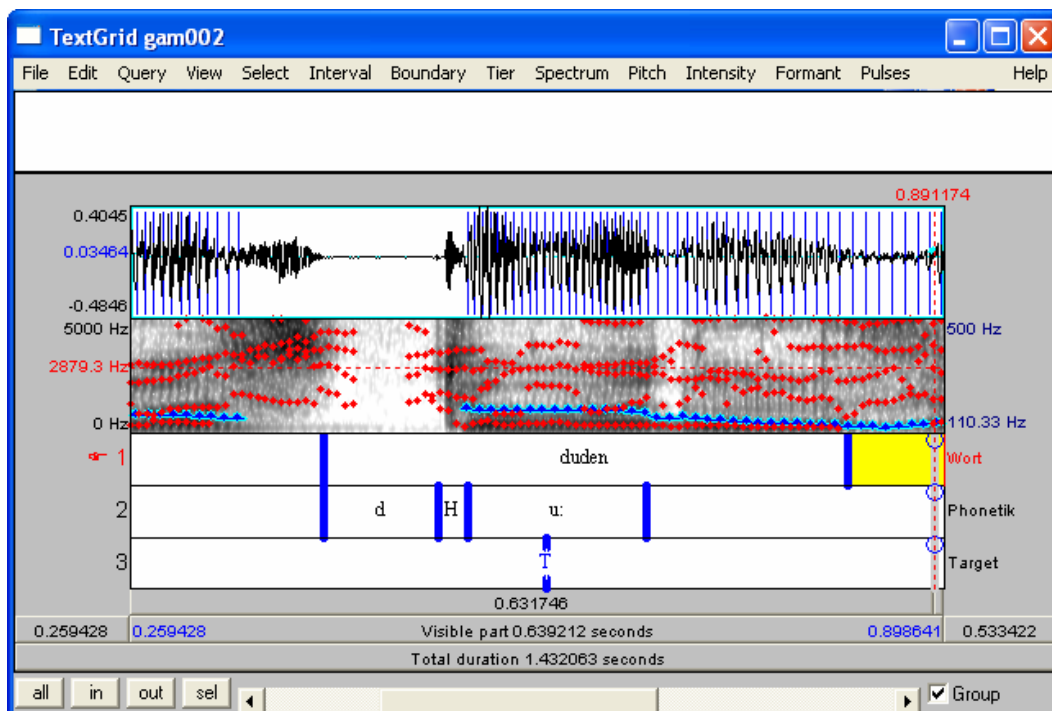 TextGrid gam002
File Edit Query View Select Interval Boundary Tier Spectrum Pitch Intensity Formant Pulses Help
0.891174
0.4045
0.03464
-0.4846
5000 Hz 500 Hz
2879.3 Hz
0 Hz 110.33 Hz
1 duden Wort
2 d H u: Phonetik
3 T Target
0.631746
0.259428 0.259428 Visible part 0.639212 seconds 0.898641 0.533422
Total duration 1.432063 seconds
all in out sel Group